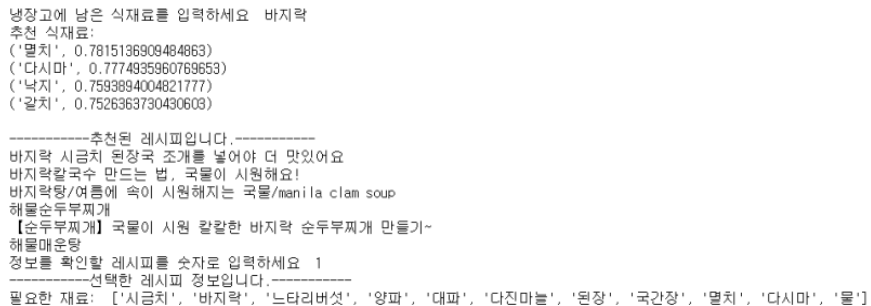 냉장고에 남은 식재료를 입력하세요  바지락
추천 식재료:
('멸치', 0.7815136909484863)
('다시마', 0.7774935960769653)
('낙지', 0.7593894004821777)
('갈치', 0.7526363730430603)
-----------추천된 레시피입니다.-----------
바지락 시금치 된장국 조개를 넣어야 더 맛있어요
바지락칼국수 만드는 법, 국물이 시원해요!
바지락탕/여름에 속이 시원해지는 국물/manila clam soup
해물순두부찌개
【순두부찌개】국물이 시원 칼칼한 바지락 순두부찌개 만들기~
해물매운탕
정보를 확인할 레시피를 숫자로 입력하세요  1
-----------선택한 레시피 정보입니다.-----------
필요한 재료:  ['시금치', '바지락', '느타리버섯', '양파', '대파', '다진마늘', '된장', '국간장', '멸치', '다시마', '물']